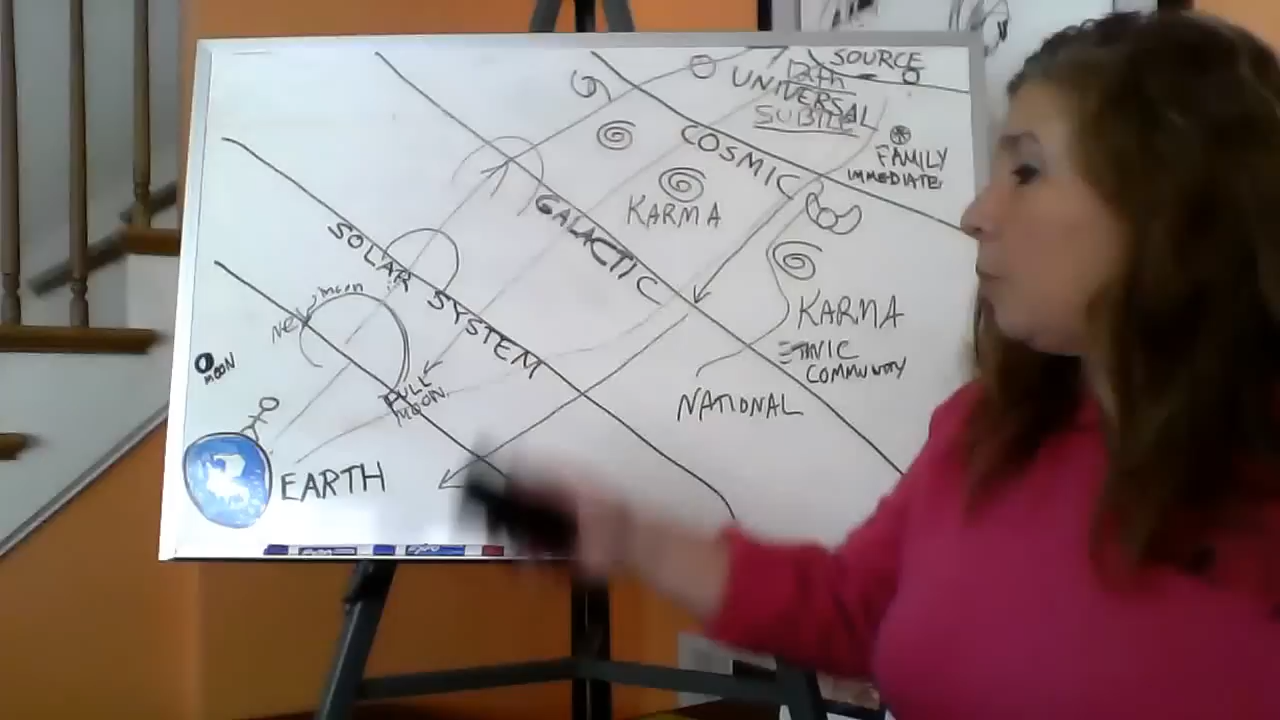 SOURCE
12th
UNIVERSAL
SUBTLE
COSMIC
FAMILY
IMMEDIATE
KARMA
GALACTIC
SOLAR SYSTEM
KARMA
ETHNIC
COMMUNITY
NATIONAL
NEW moon
MOON
FULL
MOON
EARTH